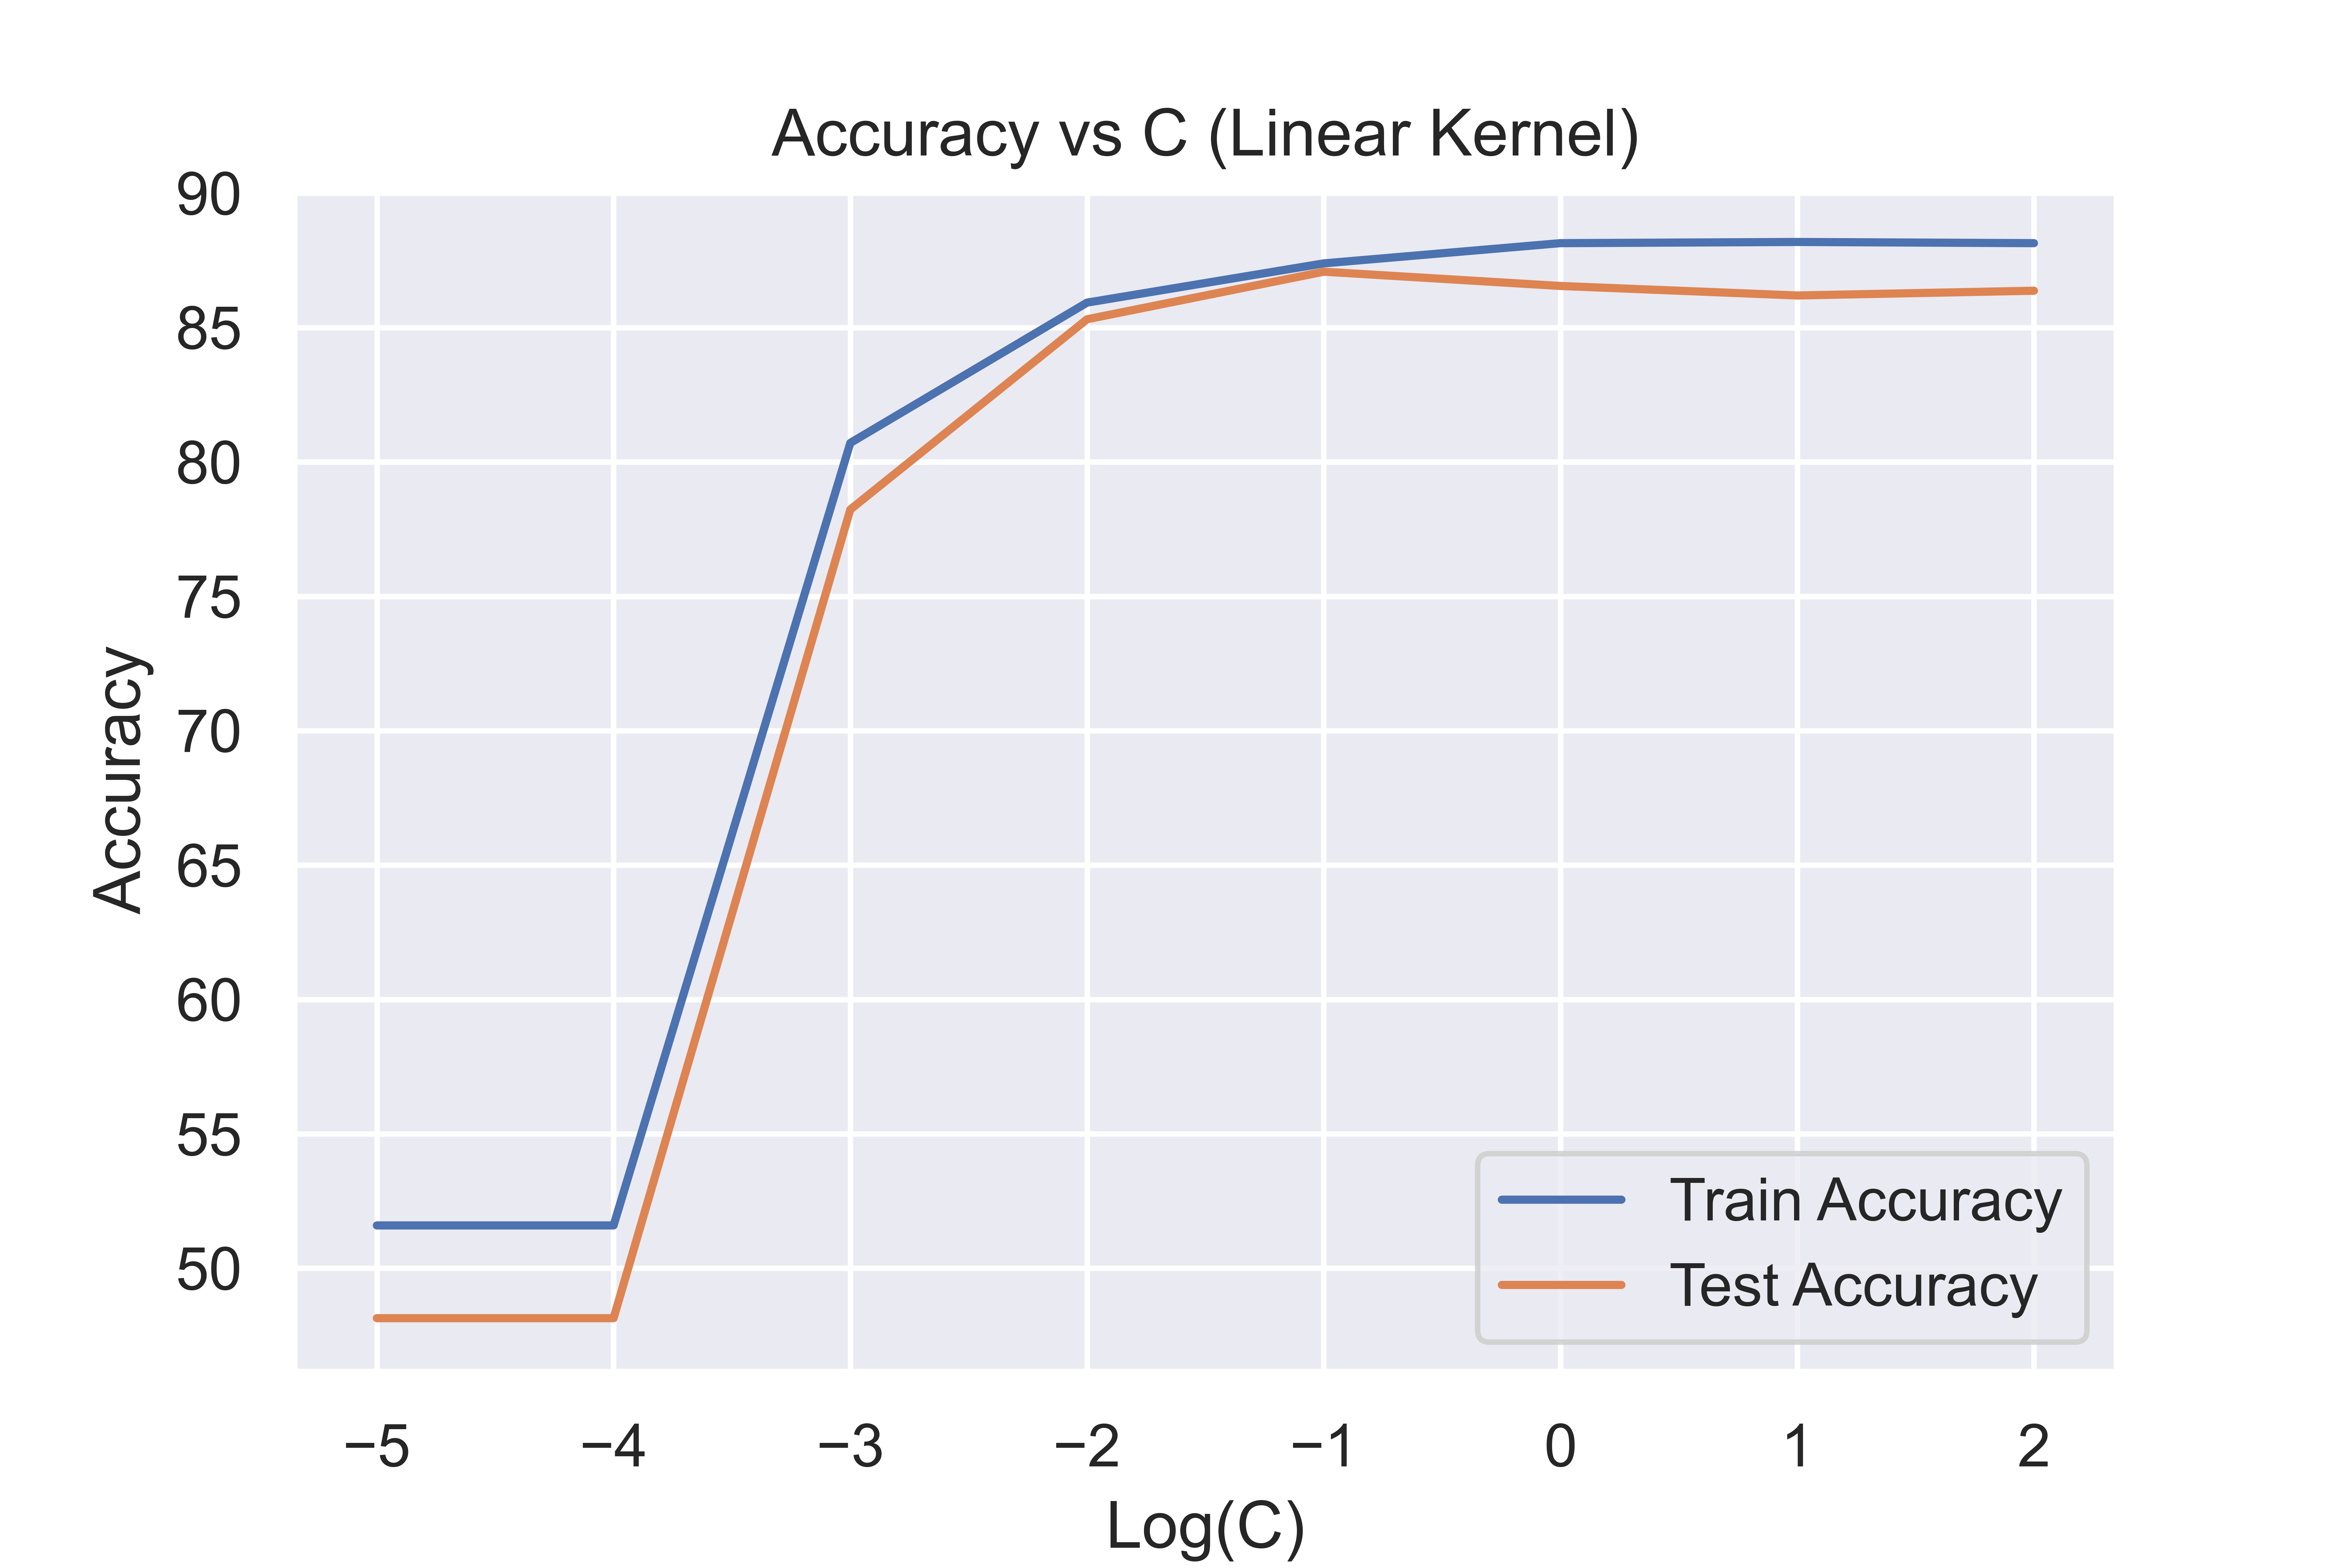 Accuracy vs C (Linear Kernel)
90
85
80
75
70
65
60
55
50
Accuracy
Train Accuracy
Test Accuracy
−5 −4 −3 −2 −1 0 1 2
Log(C)